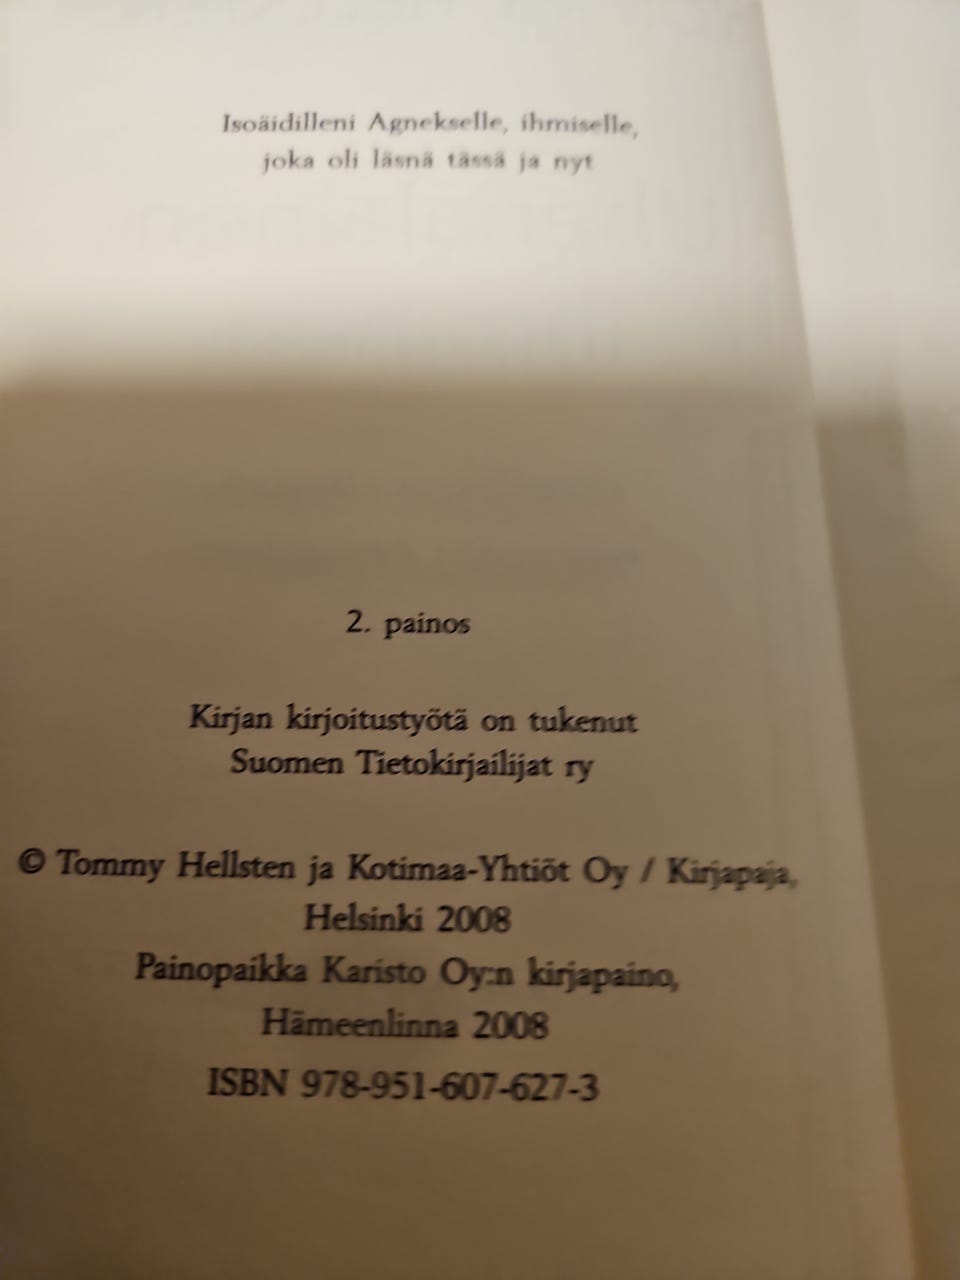 Isoäidilleni Agnekselle, ihmiselle,
joka oli läsnä tässä ja nyt
2. painos
Kirjan kirjoitustyötä on tukenut
Suomen Tietokirjailijat ry
© Tommy Hellsten ja Kotimaa-Yhtiöt Oy / Kirjapaja,
Helsinki 2008
Painopaikka Karisto Oy:n kirjapaino,
Hämeenlinna 2008
ISBN 978-951-607-627-3